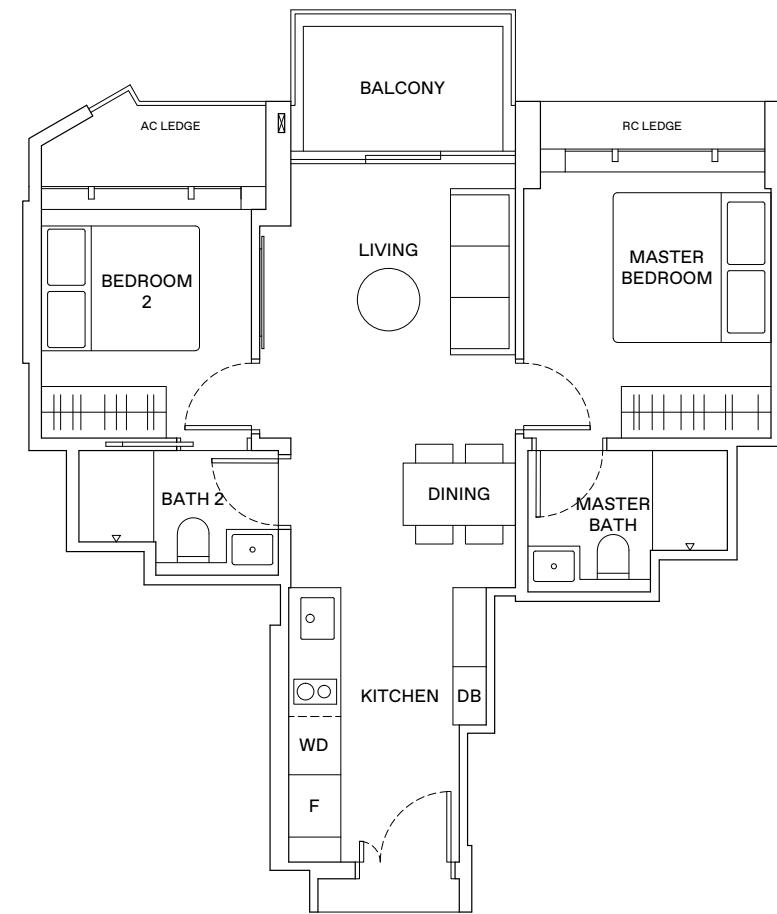 BALCONY
AC LEDGE
RC LEDGE
LIVING
MASTER
BEDROOM
BEDROOM
2
DINING
BATH 2
MASTER
BATH
KITCHEN
DB
WD
F